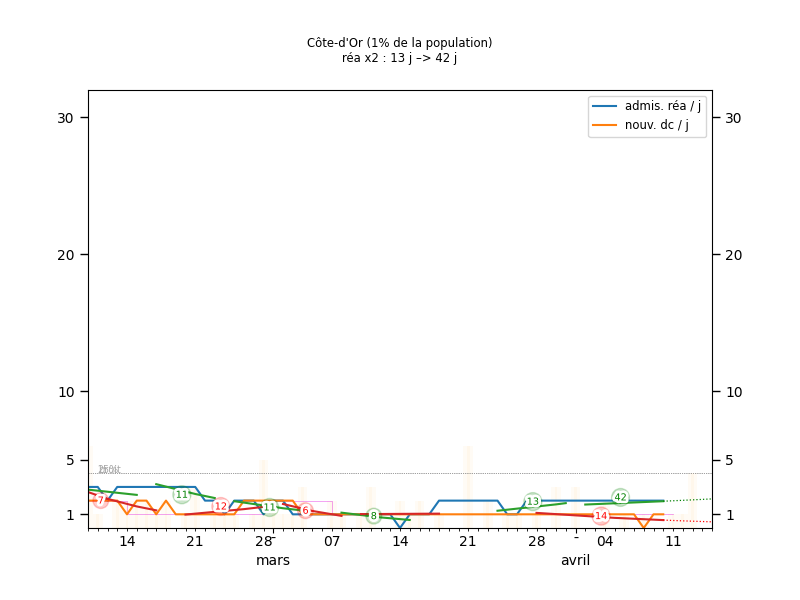 Côte-d'Or (1% de la population)
réa x2 : 13 j –> 42 j
admis. réa / j
nouv. dc / j
30 30
20 20
10 10
5 5
1 1
7 11 12 11 6 8 13 14 42
14 21 28 07 14 21 28 04 11
mars avril